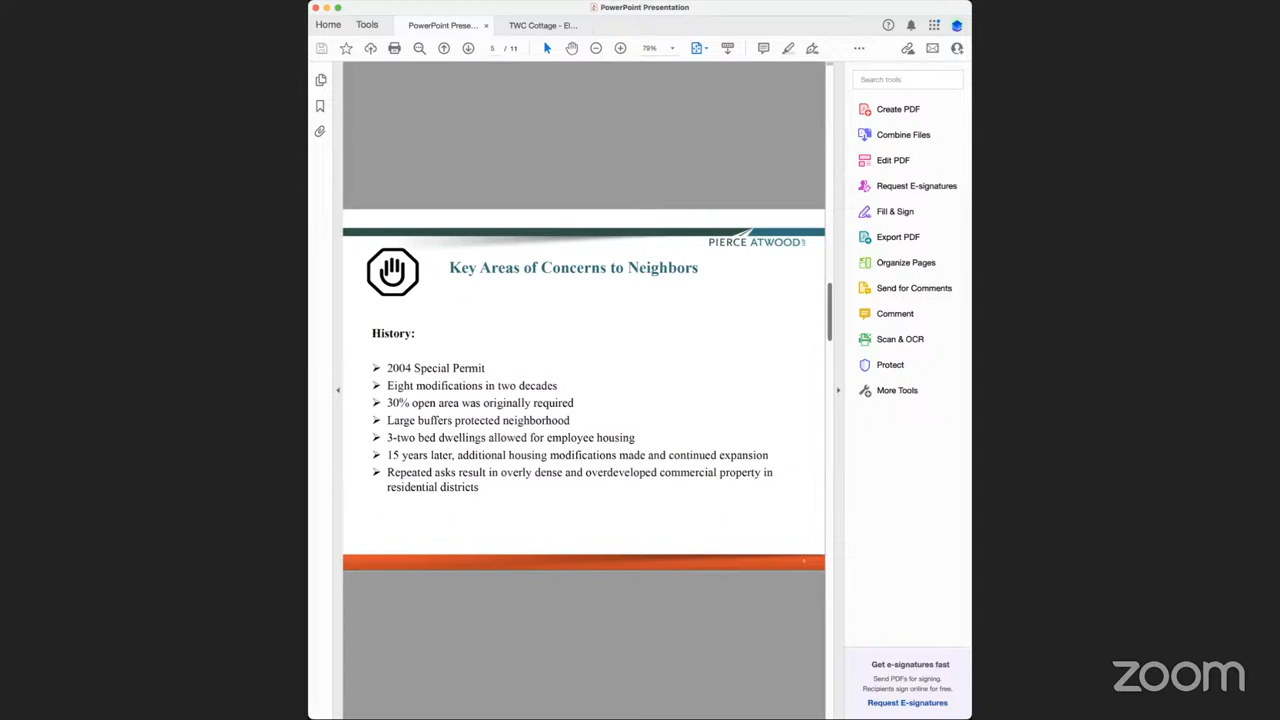 PowerPoint Presentation
Home
Tools
PowerPoint Prese...
×
TWC Cottage - El...
5 / 11
79%
Search tools
Create PDF
Combine Files
Edit PDF
Request E-signatures
Fill & Sign
Export PDF
Organize Pages
Send for Comments
Comment
Scan & OCR
Protect
More Tools
PIERCE ATWOOD LLP
Key Areas of Concerns to Neighbors
History:
➢ 2004 Special Permit
➢ Eight modifications in two decades
➢ 30% open area was originally required
➢ Large buffers protected neighborhood
➢ 3-two bed dwellings allowed for employee housing
➢ 15 years later, additional housing modifications made and continued expansion
➢ Repeated asks result in overly dense and overdeveloped commercial property in
residential districts
Get e-signatures fast
Send PDFs for signing.
Recipients sign online for free.
Request E-signatures
zoom